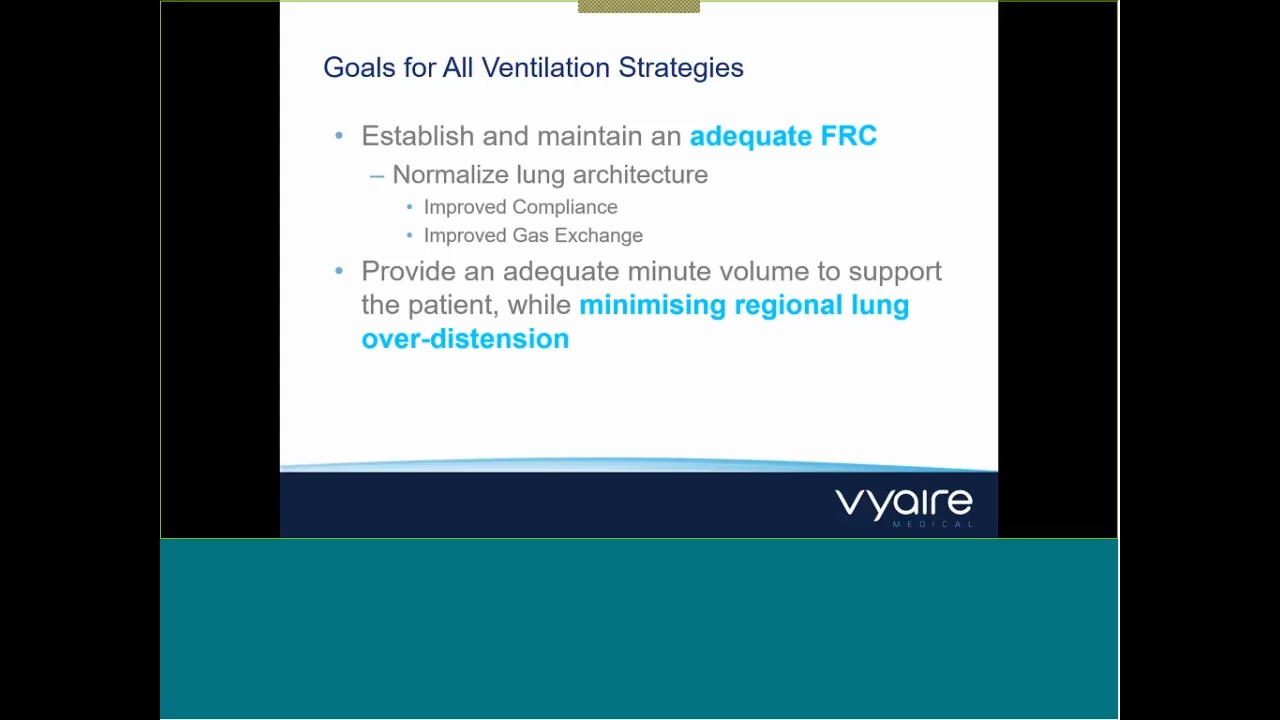 Goals for All Ventilation Strategies
• Establish and maintain an adequate FRC
– Normalize lung architecture
• Improved Compliance
• Improved Gas Exchange
• Provide an adequate minute volume to support
the patient, while minimising regional lung
over-distension
vyaire
MEDICAL